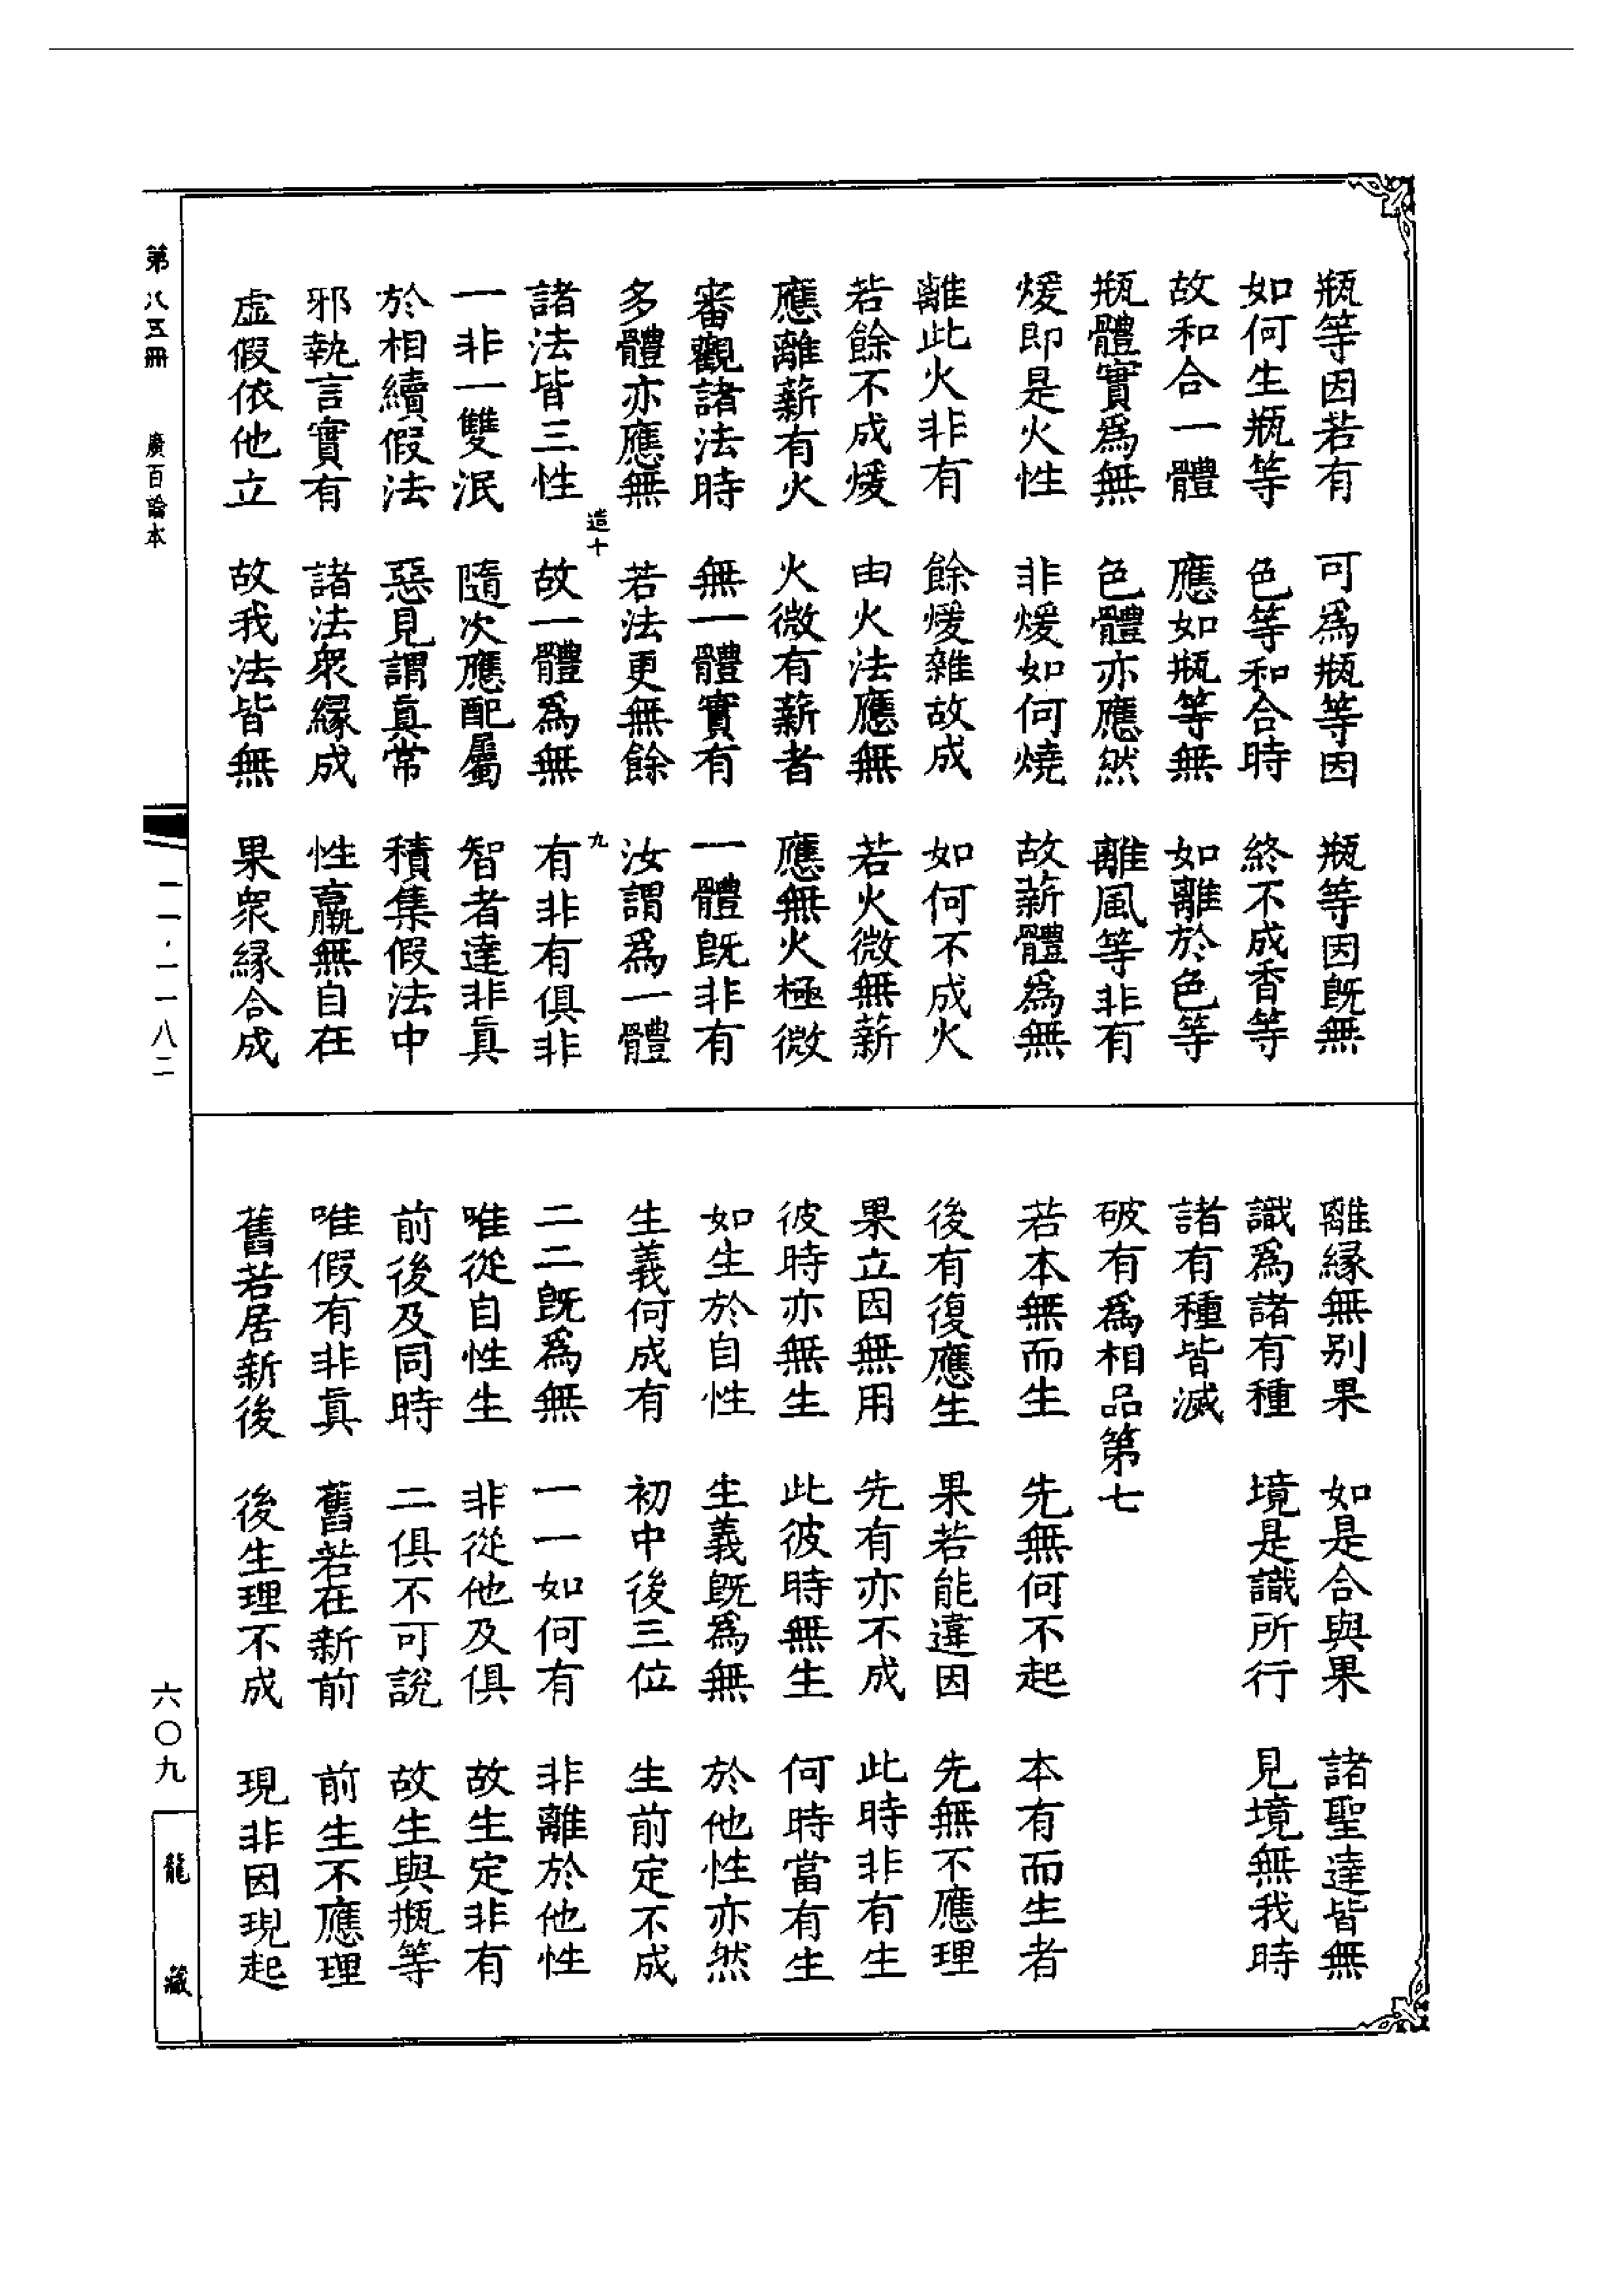 瓶等因若有　可爲瓶等因　瓶等因旣無
如何生瓶等　色等和合時　終不成香等
故和合一體　應如瓶等無　如離於色等
瓶體實爲無　色體亦應然　離風等非有
煖即是火性　非煖如何燒　故薪體爲無
離此火非有　餘煖雜故成　如何不成火
若餘不成煖　由火法應無　若火微無薪
應離薪有火　火微有薪者　應無火極微
審觀諸法時　無一體實有　一體旣非有
多體亦應無　若法更無餘　汝謂爲一體
造十　九
諸法皆三性　故一體爲無　有非有俱非
一非一雙泯　隨次應配屬　智者達非眞
於相續假法　惡見謂眞常　積集假法中
邪執言實有　諸法衆緣成　性羸無自在
虛假依他立　故我法皆無　果衆緣合成
離緣無別果　如是合與果　諸聖達皆無
識爲諸有種　境是識所行　見境無我時
諸有種皆滅
破有爲相品第七
若本無而生　先無何不起　本有而生者
後有復應生　果若能違因　先無不應理
果立因無用　先有亦不成　此時非有生
彼時亦無生　此彼時無生　何時當有生
如生於自性　生義旣爲無　於他性亦然
生義何成有　初中後三位　生前定不成
二二旣爲無　一一如何有　非離於他性
唯從自性生　非從他及俱　故生定非有
前後及同時　二俱不可說　故生與瓶等
唯假有非眞　舊若在新前　前生不應理
舊若居新後　後生理不成　現非因現起
第八五冊　廣百論本
一一·一一八二
六〇九
龍藏